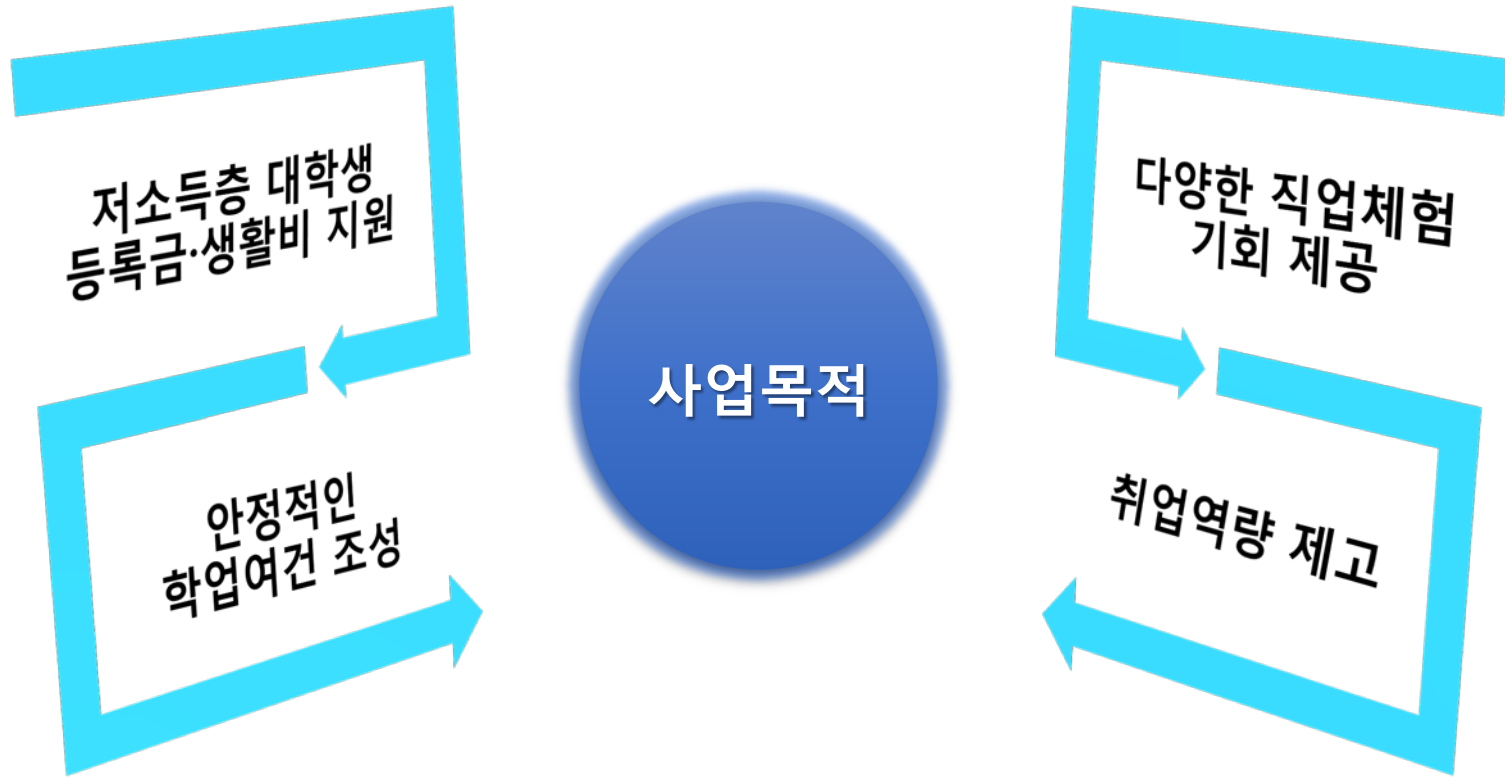 저소득층 대학생
등록금·생활비 지원
안정적인
학업여건 조성
사업목적
다양한 직업체험
기회 제공
취업역량 제고